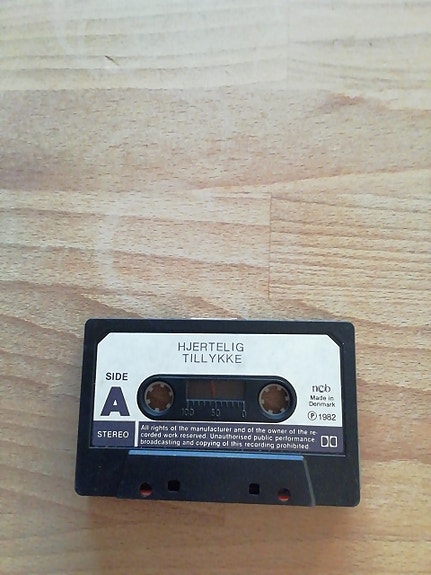 HJERTELIG
TILLYKKE
SIDE
A
ncb
Made in
Denmark
100 50 0
Ⓟ 1982
STEREO
All rights of the manufacturer and of the owner of the re-
corded work reserved. Unauthorised public performance
broadcasting and copying of this recording prohibited